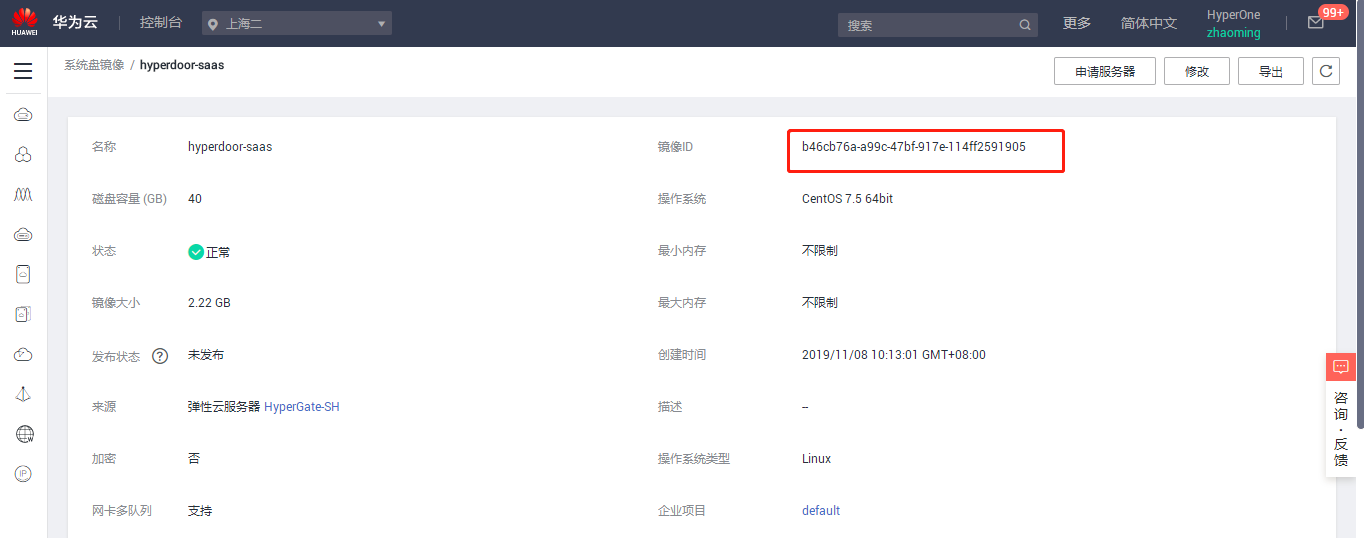 HUAWEI
华为云
控制台
上海二
搜索
更多
简体中文
HyperOne
zhaoming
99+
系统盘镜像 / hyperdoor-saas
申请服务器
修改
导出
名称 hyperdoor-saas
镜像ID b46cb76a-a99c-47bf-917e-114ff2591905
磁盘容量 (GB) 40
操作系统 CentOS 7.5 64bit
状态 正常
最小内存 不限制
镜像大小 2.22 GB
最大内存 不限制
发布状态 ? 未发布
创建时间 2019/11/08 10:13:01 GMT+08:00
来源 弹性云服务器 HyperGate-SH
描述 --
加密 否
操作系统类型 Linux
网卡多队列 支持
企业项目 default
咨询·反馈
IP
W